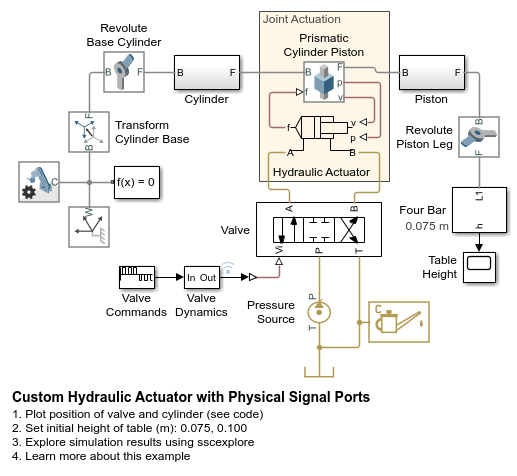 Joint Actuation
Revolute
Base Cylinder
Prismatic
Cylinder Piston
B
F
B
F
Cylinder
B
F
p
v
f
B
F
Piston
F
B
Transform
Cylinder Base
f
v
p
A
B
Hydraulic Actuator
B
F
Revolute
Piston Leg
C
f(x) = 0
W
A
B
Valve
Vi
P
T
L1
h
Four Bar
0.075 m
Table
Height
In Out
Valve
Commands
Valve
Dynamics
Pressure
Source
P
T
C
Custom Hydraulic Actuator with Physical Signal Ports
1. Plot position of valve and cylinder (see code)
2. Set initial height of table (m): 0.075, 0.100
3. Explore simulation results using sscexplore
4. Learn more about this example